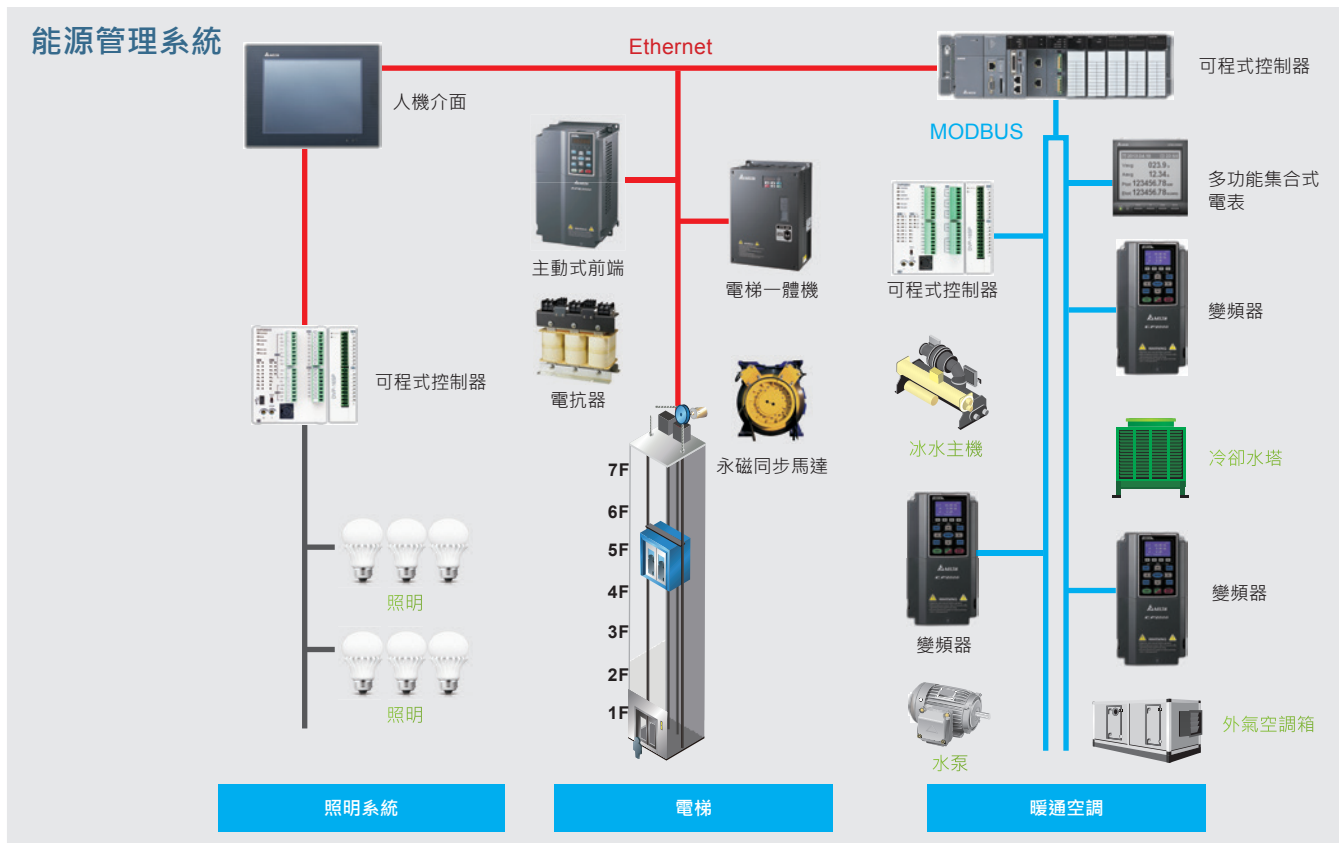 能源管理系統
Ethernet
人機介面
可程式控制器
MODBUS
多功能集合式
電表
主動式前端
電梯一體機
可程式控制器
變頻器
可程式控制器
電抗器
永磁同步馬達
冰水主機
冷卻水塔
7F
6F
5F
4F
3F
2F
1F
照明
照明
變頻器
變頻器
水泵
外氣空調箱
照明系統
電梯
暖通空調